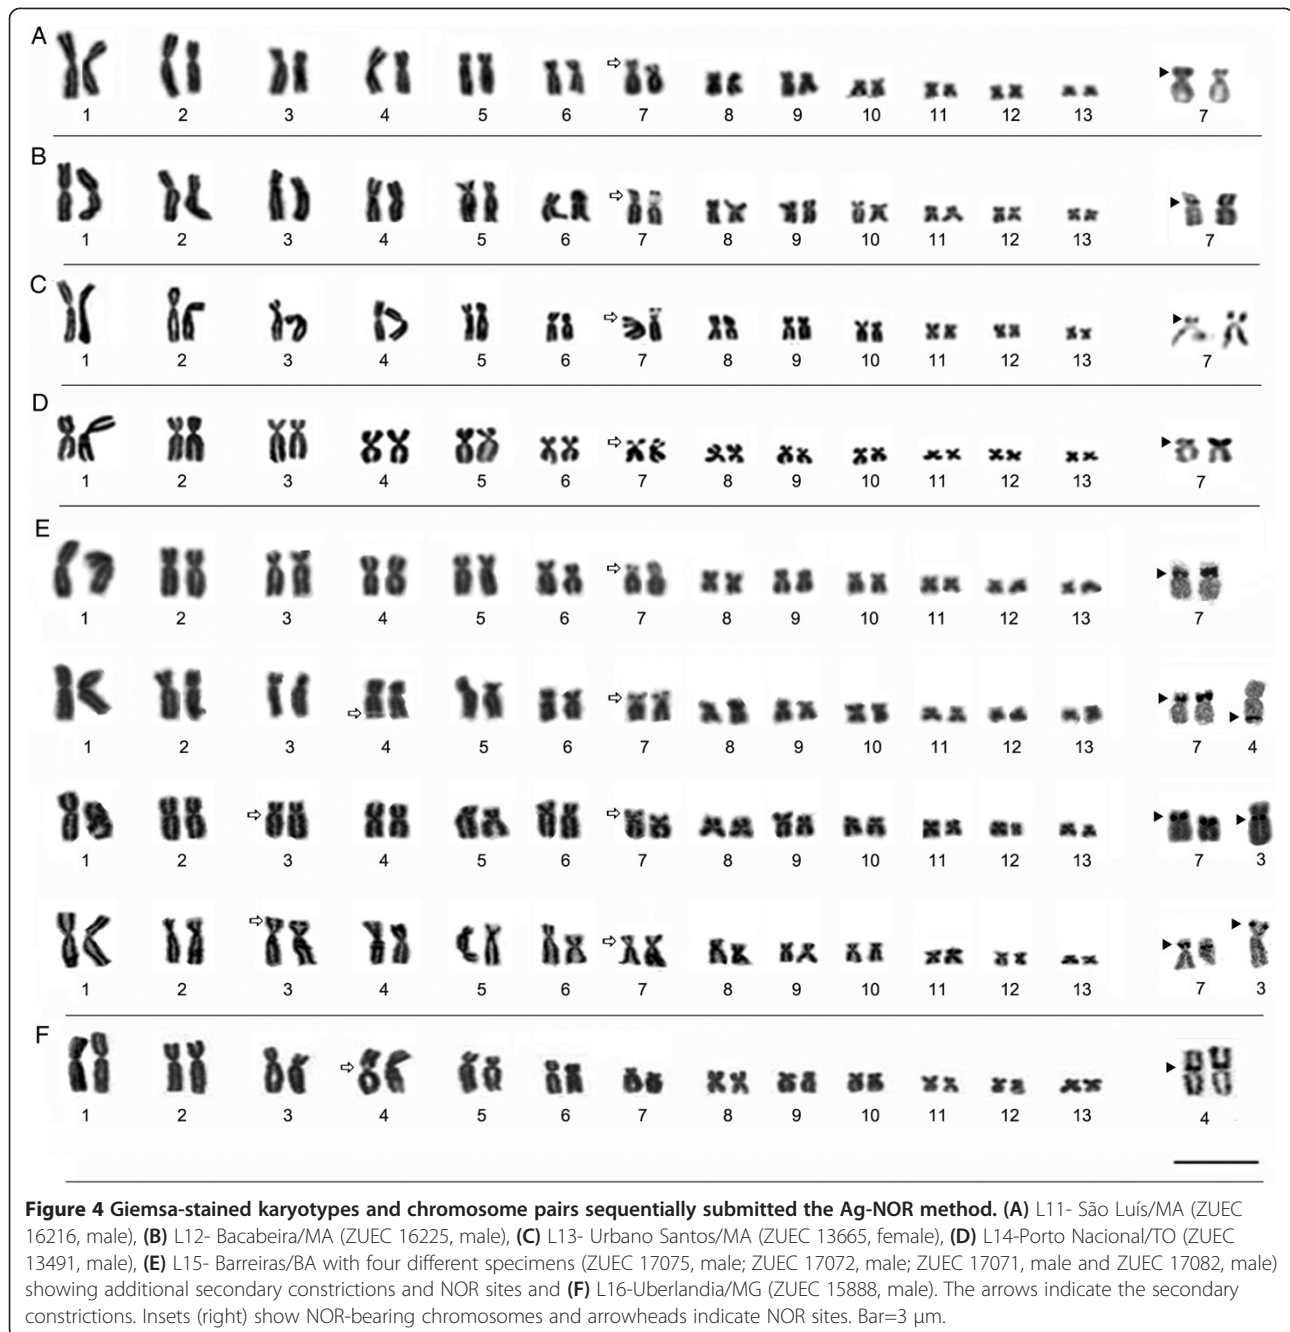 A
1 2 3 4 5 6 7 8 9 10 11 12 13 7
B
1 2 3 4 5 6 7 8 9 10 11 12 13 7
C
1 2 3 4 5 6 7 8 9 10 11 12 13 7
D
1 2 3 4 5 6 7 8 9 10 11 12 13 7
E
1 2 3 4 5 6 7 8 9 10 11 12 13 7
1 2 3 4 5 6 7 8 9 10 11 12 13 7 4
1 2 3 4 5 6 7 8 9 10 11 12 13 7 3
1 2 3 4 5 6 7 8 9 10 11 12 13 7 3
F
1 2 3 4 5 6 7 8 9 10 11 12 13 4
Figure 4 Giemsa-stained karyotypes and chromosome pairs sequentially submitted the Ag-NOR method. (A) L11- São Luís/MA (ZUEC
16216, male), (B) L12- Bacabeira/MA (ZUEC 16225, male), (C) L13- Urbano Santos/MA (ZUEC 13665, female), (D) L14-Porto Nacional/TO (ZUEC
13491, male), (E) L15- Barreiras/BA with four different specimens (ZUEC 17075, male; ZUEC 17072, male; ZUEC 17071, male and ZUEC 17082, male)
showing additional secondary constrictions and NOR sites and (F) L16-Uberlandia/MG (ZUEC 15888, male). The arrows indicate the secondary
constrictions. Insets (right) show NOR-bearing chromosomes and arrowheads indicate NOR sites. Bar=3 µm.